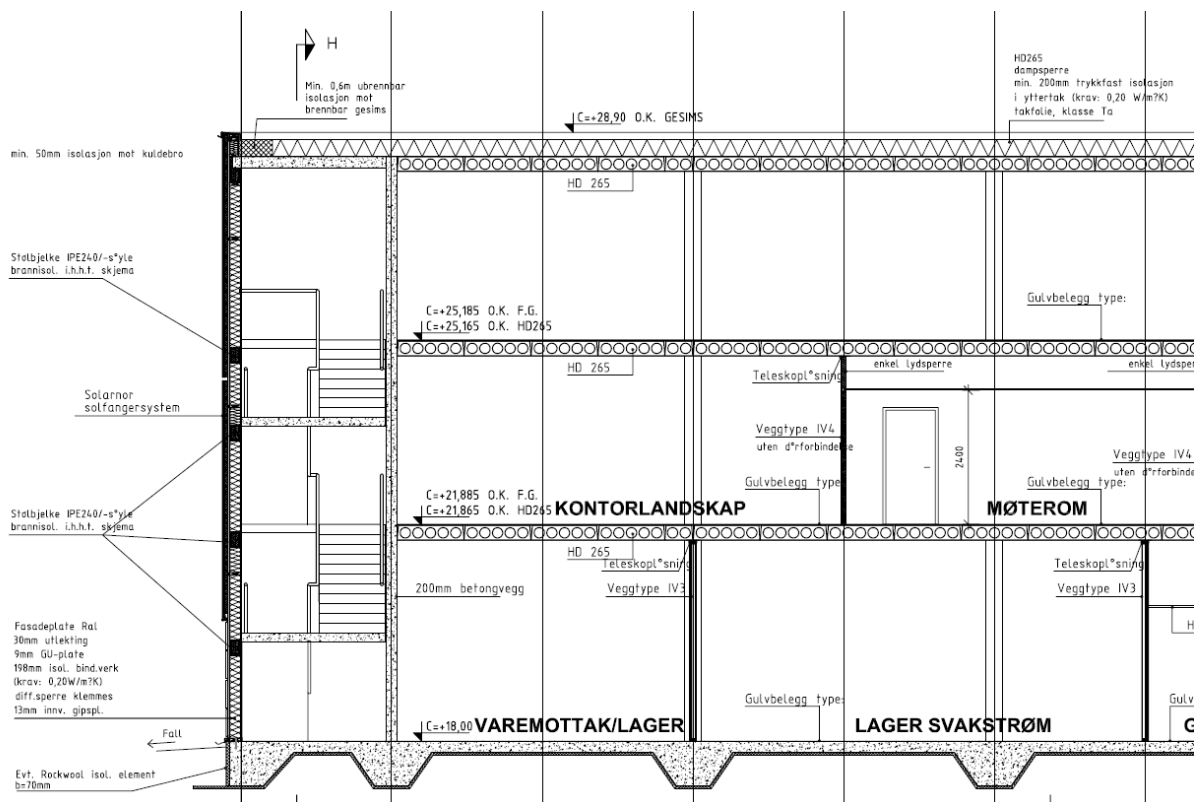 H
Min. 0,6m ubrennbar
isolasjon mot
brennbar gesims
HD265
dampsperre
min. 200mm trykkfast isolasjon
i yttertak (krav: 0,20 W/m?K)
takfolie, klasse Ta
C=+28,90 O.K. GESIMS
min. 50mm isolasjon mot kuldebro
HD 265
Stålbjelke IPE240/-s°yle
brannisol. i.h.h.t. skjema
C=+25,185 O.K. F.G.
C=+25,165 O.K. HD265
Gulvbelegg type:
HD 265
Teleskopl°sning
enkel lydsperre
enkel lydsperre
Solarnor
solfangersystem
Veggtype IV4
uten d°rforbindelse
2400
Veggtype IV4
uten d°rforbinde
Gulvbelegg type:
Gulvbelegg type:
C=+21,885 O.K. F.G.
C=+21,865 O.K. HD265
KONTORLANDSKAP
MØTEROM
Stålbjelke IPE240/-s°yle
brannisol. i.h.h.t. skjema
HD 265
Teleskopl°sning
Teleskopl°sning
200mm betongvegg
Veggtype IV3
Veggtype IV3
H
Fasadeplate Ral
30mm utlekting
9mm GU-plate
198mm isol. bind.verk
(krav: 0,20W/m?K)
diff.sperre klemmes
13mm innv. gipspl.
Gulvbelegg type:
Gulv
C=+18,00
VAREMOTTAK/LAGER
LAGER SVAKSTRØM
G
Fall
Evt. Rockwool isol. element
b=70mm